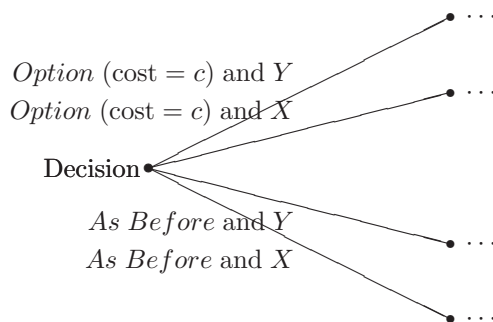 · · ·
Option (cost = c) and Y
Option (cost = c) and X
· · ·
Decision
As Before and Y
As Before and X
· · ·
· · ·